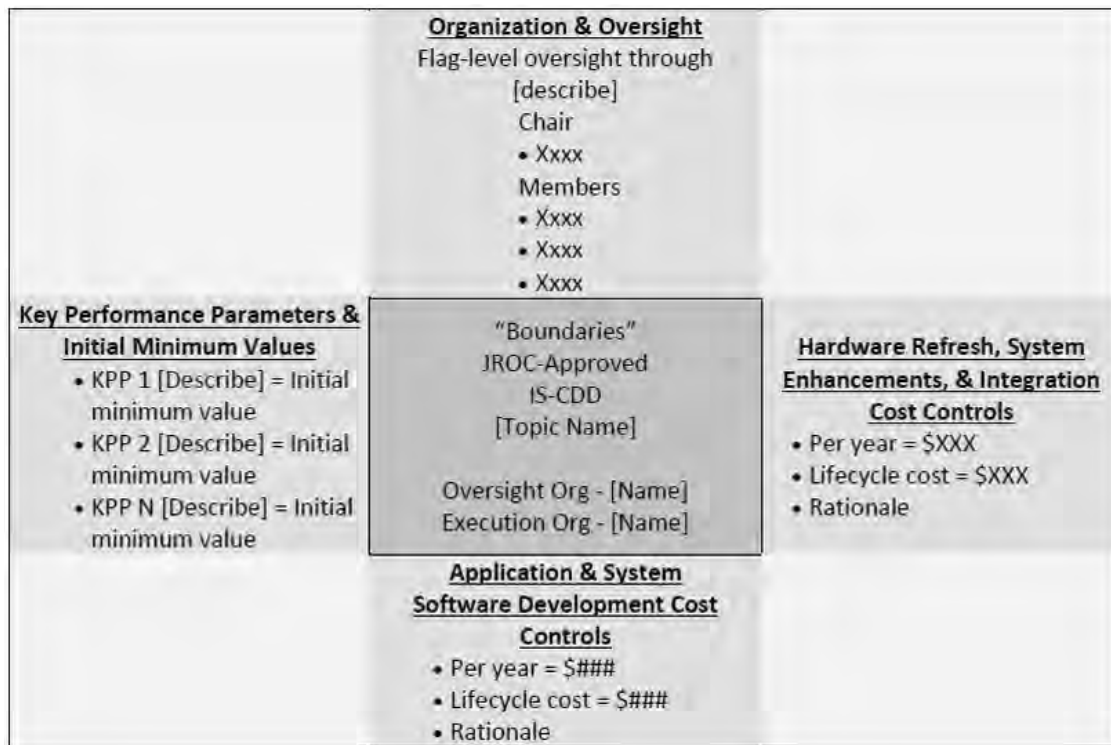 Organization & Oversight
Flag-level oversight through
[describe]
Chair
• Xxxx
Members
• Xxxx
• Xxxx
• Xxxx
Key Performance Parameters &
Initial Minimum Values
• KPP 1 [Describe] = Initial
minimum value
• KPP 2 [Describe] = Initial
minimum value
• KPP N [Describe] = Initial
minimum value
“Boundaries”
JROC-Approved
IS-CDD
[Topic Name]
Oversight Org - [Name]
Execution Org - [Name]
Hardware Refresh, System
Enhancements, & Integration
Cost Controls
• Per year = $XXX
• Lifecycle cost = $XXX
• Rationale
Application & System
Software Development Cost
Controls
• Per year = $###
• Lifecycle cost = $###
• Rationale